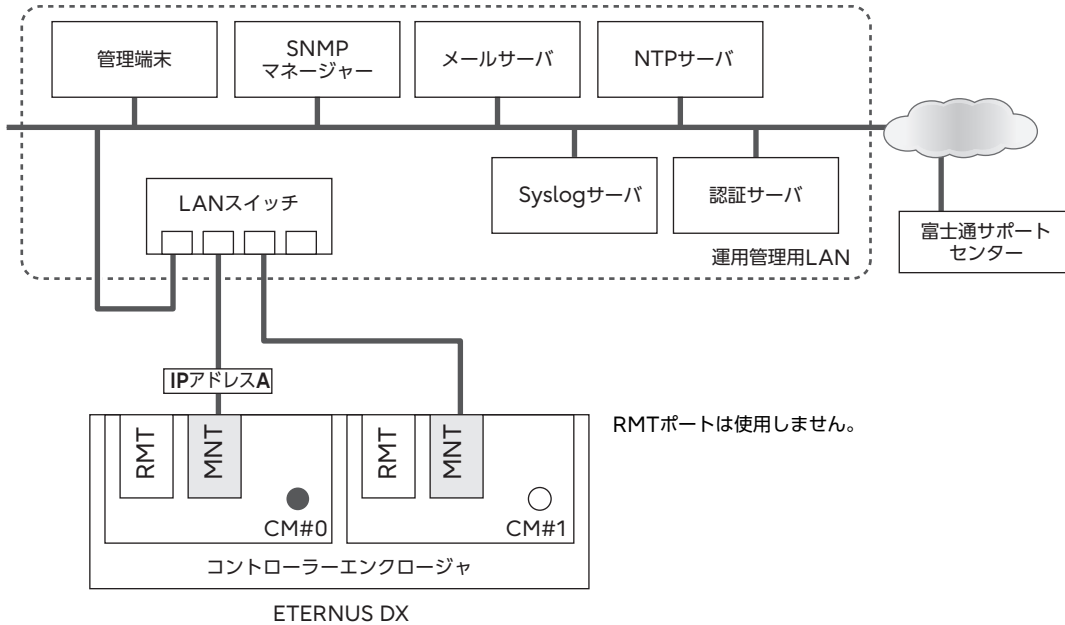 管理端末
SNMP
マネージャー
メールサーバ
NTPサーバ
Syslogサーバ
認証サーバ
LANスイッチ
運用管理用LAN
富士通サポート
センター
IPアドレスA
RMT
MNT
CM#0
RMT
MNT
CM#1
RMTポートは使用しません。
コントローラーエンクロージャ
ETERNUS DX